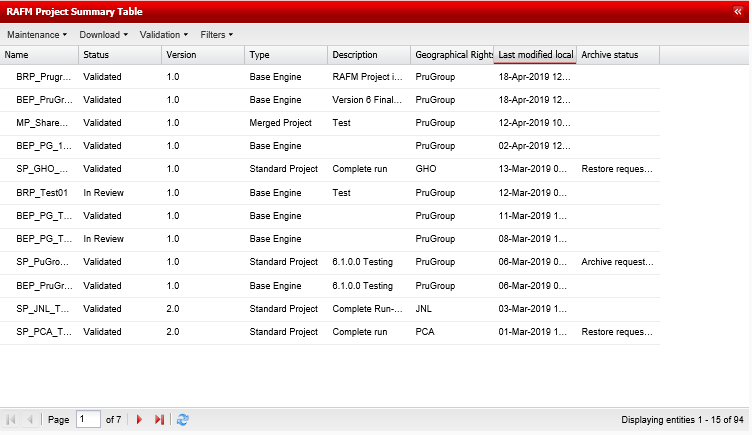 RAFM Project Summary Table
Maintenance Download Validation Filters
Name Status Version Type Description Geographical Rights Last modified local Archive status
BRP_Prugr... Validated 1.0 Base Engine RAFM Project i... PruGroup 18-Apr-2019 12...
BEP_PruGr... Validated 1.0 Base Engine Version 6 Final... PruGroup 18-Apr-2019 12...
MP_Share... Validated 1.0 Merged Project Test PruGroup 12-Apr-2019 10...
BEP_PG_1... Validated 1.0 Base Engine PruGroup 02-Apr-2019 12...
SP_GHO_... Validated 1.0 Standard Project Complete run GHO 13-Mar-2019 0... Restore reques...
BRP_Test01 In Review 1.0 Base Engine Test PruGroup 12-Mar-2019 0...
BEP_PG_T... Validated 1.0 Base Engine PruGroup 11-Mar-2019 1...
BEP_PG_T... In Review 1.0 Base Engine PruGroup 08-Mar-2019 1...
SP_PuGro... Validated 1.0 Standard Project 6.1.0.0 Testing PruGroup 06-Mar-2019 0... Archive request...
BEP_PruGr... Validated 1.0 Base Engine 6.1.0.0 Testing PruGroup 06-Mar-2019 0...
SP_JNL_T... Validated 2.0 Standard Project Complete Run-... JNL 03-Mar-2019 1...
SP_PCA_T... Validated 2.0 Standard Project Complete run PCA 01-Mar-2019 1... Restore reques...
Page 1 of 7 Displaying entities 1 - 15 of 94